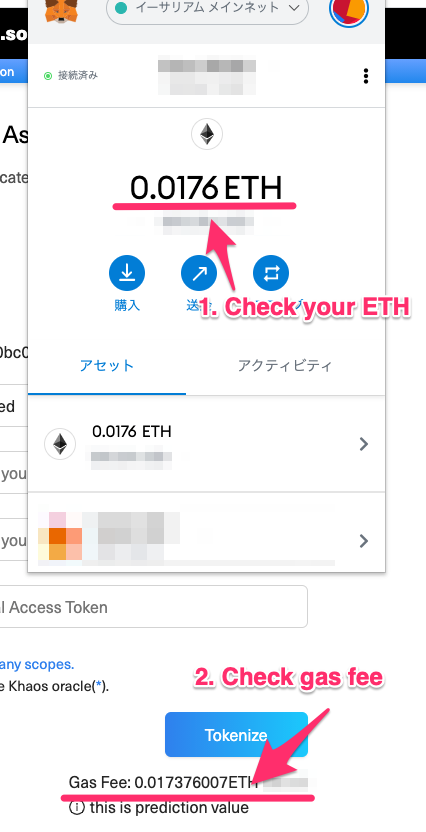 イーサリアム メインネット
.so
on
接続済み
As
cate
0.0176 ETH
購入
送
1. Check your ETH
0bc0
アセット
アクティビティ
ed
0.0176 ETH
you
you
l Access Token
any scopes.
e Khaos oracle(*).
2. Check gas fee
Tokenize
Gas Fee: 0.017376007ETH
this is prediction value